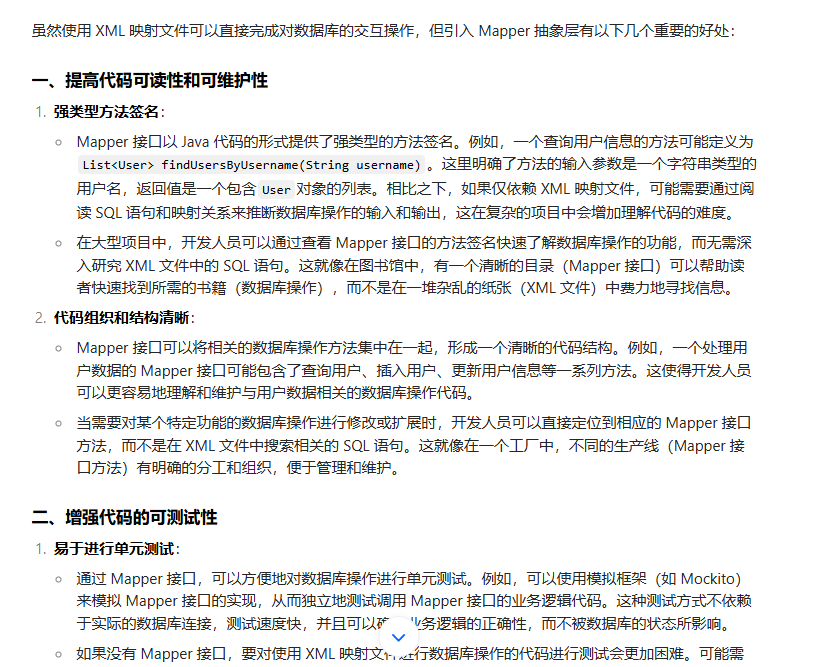 虽然使用 XML 映射文件可以直接完成对数据库的交互操作，但引入 Mapper 抽象层有以下几个重要的好处：
一、提高代码可读性和可维护性
1. 强类型方法签名：
Mapper 接口以 Java 代码的形式提供了强类型的方法签名。例如，一个查询用户信息的方法可能定义为
List<User> findUsersByUsername(String username) 。这里明确了方法的输入参数是一个字符串类型的
用户名，返回值是一个包含 User 对象的列表。相比之下，如果仅依赖 XML 映射文件，可能需要通过阅
读 SQL 语句和映射关系来推断数据库操作的输入和输出，这在复杂的项目中会增加理解代码的难度。
在大型项目中，开发人员可以通过查看 Mapper 接口的方法签名快速了解数据库操作的功能，而无需深
入研究 XML 文件中的 SQL 语句。这就像在图书馆中，有一个清晰的目录（Mapper 接口）可以帮助读
者快速找到所需的书籍（数据库操作），而不是在一堆杂乱的纸张（XML 文件）中费力地寻找信息。
2. 代码组织和结构清晰：
Mapper 接口可以将相关的数据库操作方法集中在一起，形成一个清晰的代码结构。例如，一个处理用
户数据的 Mapper 接口可能包含了查询用户、插入用户、更新用户信息等一系列方法。这使得开发人员
可以更容易地理解和维护与用户数据相关的数据库操作代码。
当需要对某个特定功能的数据库操作进行修改或扩展时，开发人员可以直接定位到相应的 Mapper 接口
方法，而不是在 XML 文件中搜索相关的 SQL 语句。这就像在一个工厂中，不同的生产线（Mapper 接
口方法）有明确的分工和组织，便于管理和维护。
二、增强代码的可测试性
1. 易于进行单元测试：
通过 Mapper 接口，可以方便地对数据库操作进行单元测试。例如，可以使用模拟框架（如 Mockito）
来模拟 Mapper 接口的实现，从而独立地测试调用 Mapper 接口的业务逻辑代码。这种测试方式不依赖
于实际的数据库连接，测试速度快，并且可以确 业务逻辑的正确性，而不被数据库的状态所影响。
如果没有 Mapper 接口，要对使用 XML 映射文件进行数据库操作的代码进行测试会更加困难。可能需